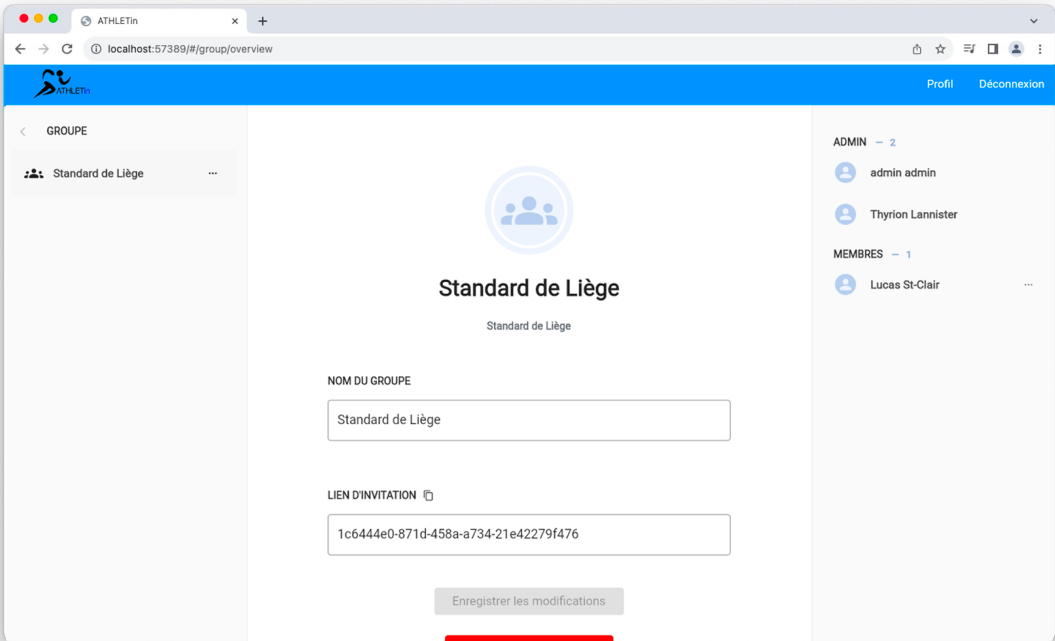 ATHLETin
localhost:57389/#/group/overview
ATHLETin
Profil
Déconnexion
GROUPE
Standard de Liège
Standard de Liège
Standard de Liège
NOM DU GROUPE
Standard de Liège
LIEN D'INVITATION
1c6444e0-871d-458a-a734-21e42279f476
Enregistrer les modifications
ADMIN – 2
admin admin
Thyrion Lannister
MEMBRES – 1
Lucas St-Clair